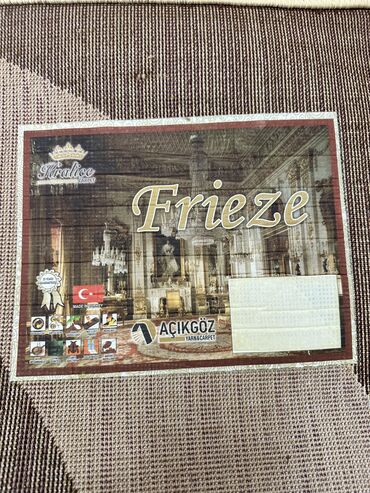 Kraliçe
Frieze
MADE IN TURKEY
AÇIKGÖZ
YARN&CARPET